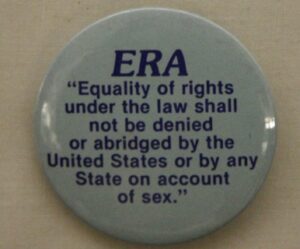 ERA
“Equality of rights
under the law shall
not be denied
or abridged by the
United States or by any
State on account
of sex.”